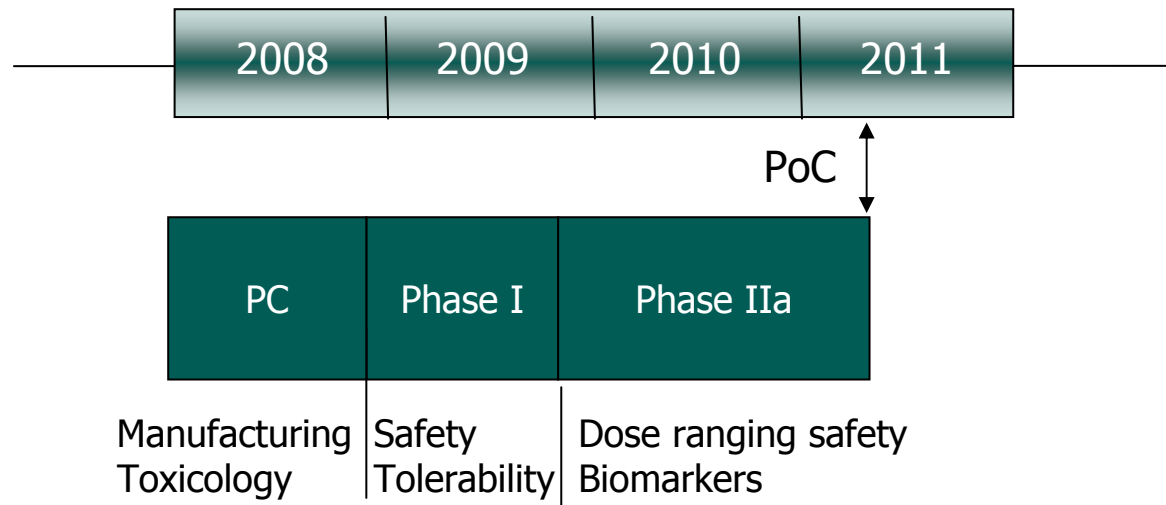 2008 2009 2010 2011
PoC
PC Phase I Phase IIa
Manufacturing Safety Dose ranging safety
Toxicology Tolerability Biomarkers